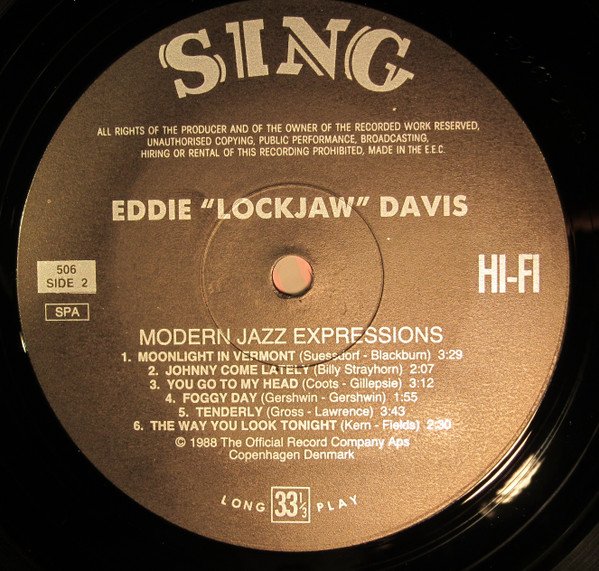 SING
ALL RIGHTS OF THE PRODUCER AND OF THE OWNER OF THE RECORDED WORK RESERVED,
UNAUTHORISED COPYING, PUBLIC PERFORMANCE, BROADCASTING,
HIRING OR RENTAL OF THIS RECORDING PROHIBITED, MADE IN THE E.E.C.
EDDIE "LOCKJAW" DAVIS
506
SIDE 2
HI-FI
SPA
MODERN JAZZ EXPRESSIONS
1. MOONLIGHT IN VERMONT (Suessdorf - Blackburn) 3:29
2. JOHNNY COME LATELY (Billy Strayhorn) 2:07
3. YOU GO TO MY HEAD (Coots - Gillepsie) 3:12
4. FOGGY DAY (Gershwin - Gershwin) 1:55
5. TENDERLY (Gross - Lawrence) 3:43
6. THE WAY YOU LOOK TONIGHT (Kern - Fields) 2:30
© 1988 The Official Record Company Aps
Copenhagen Denmark
LONG 33 1/3 PLAY